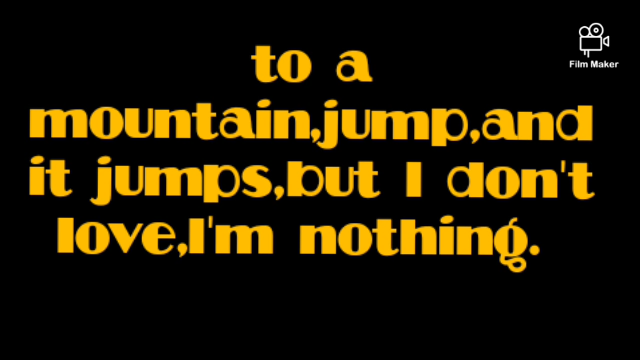 to a
mountain,jump,and
it jumps,but I don't
love,I'm nothing.
Film Maker